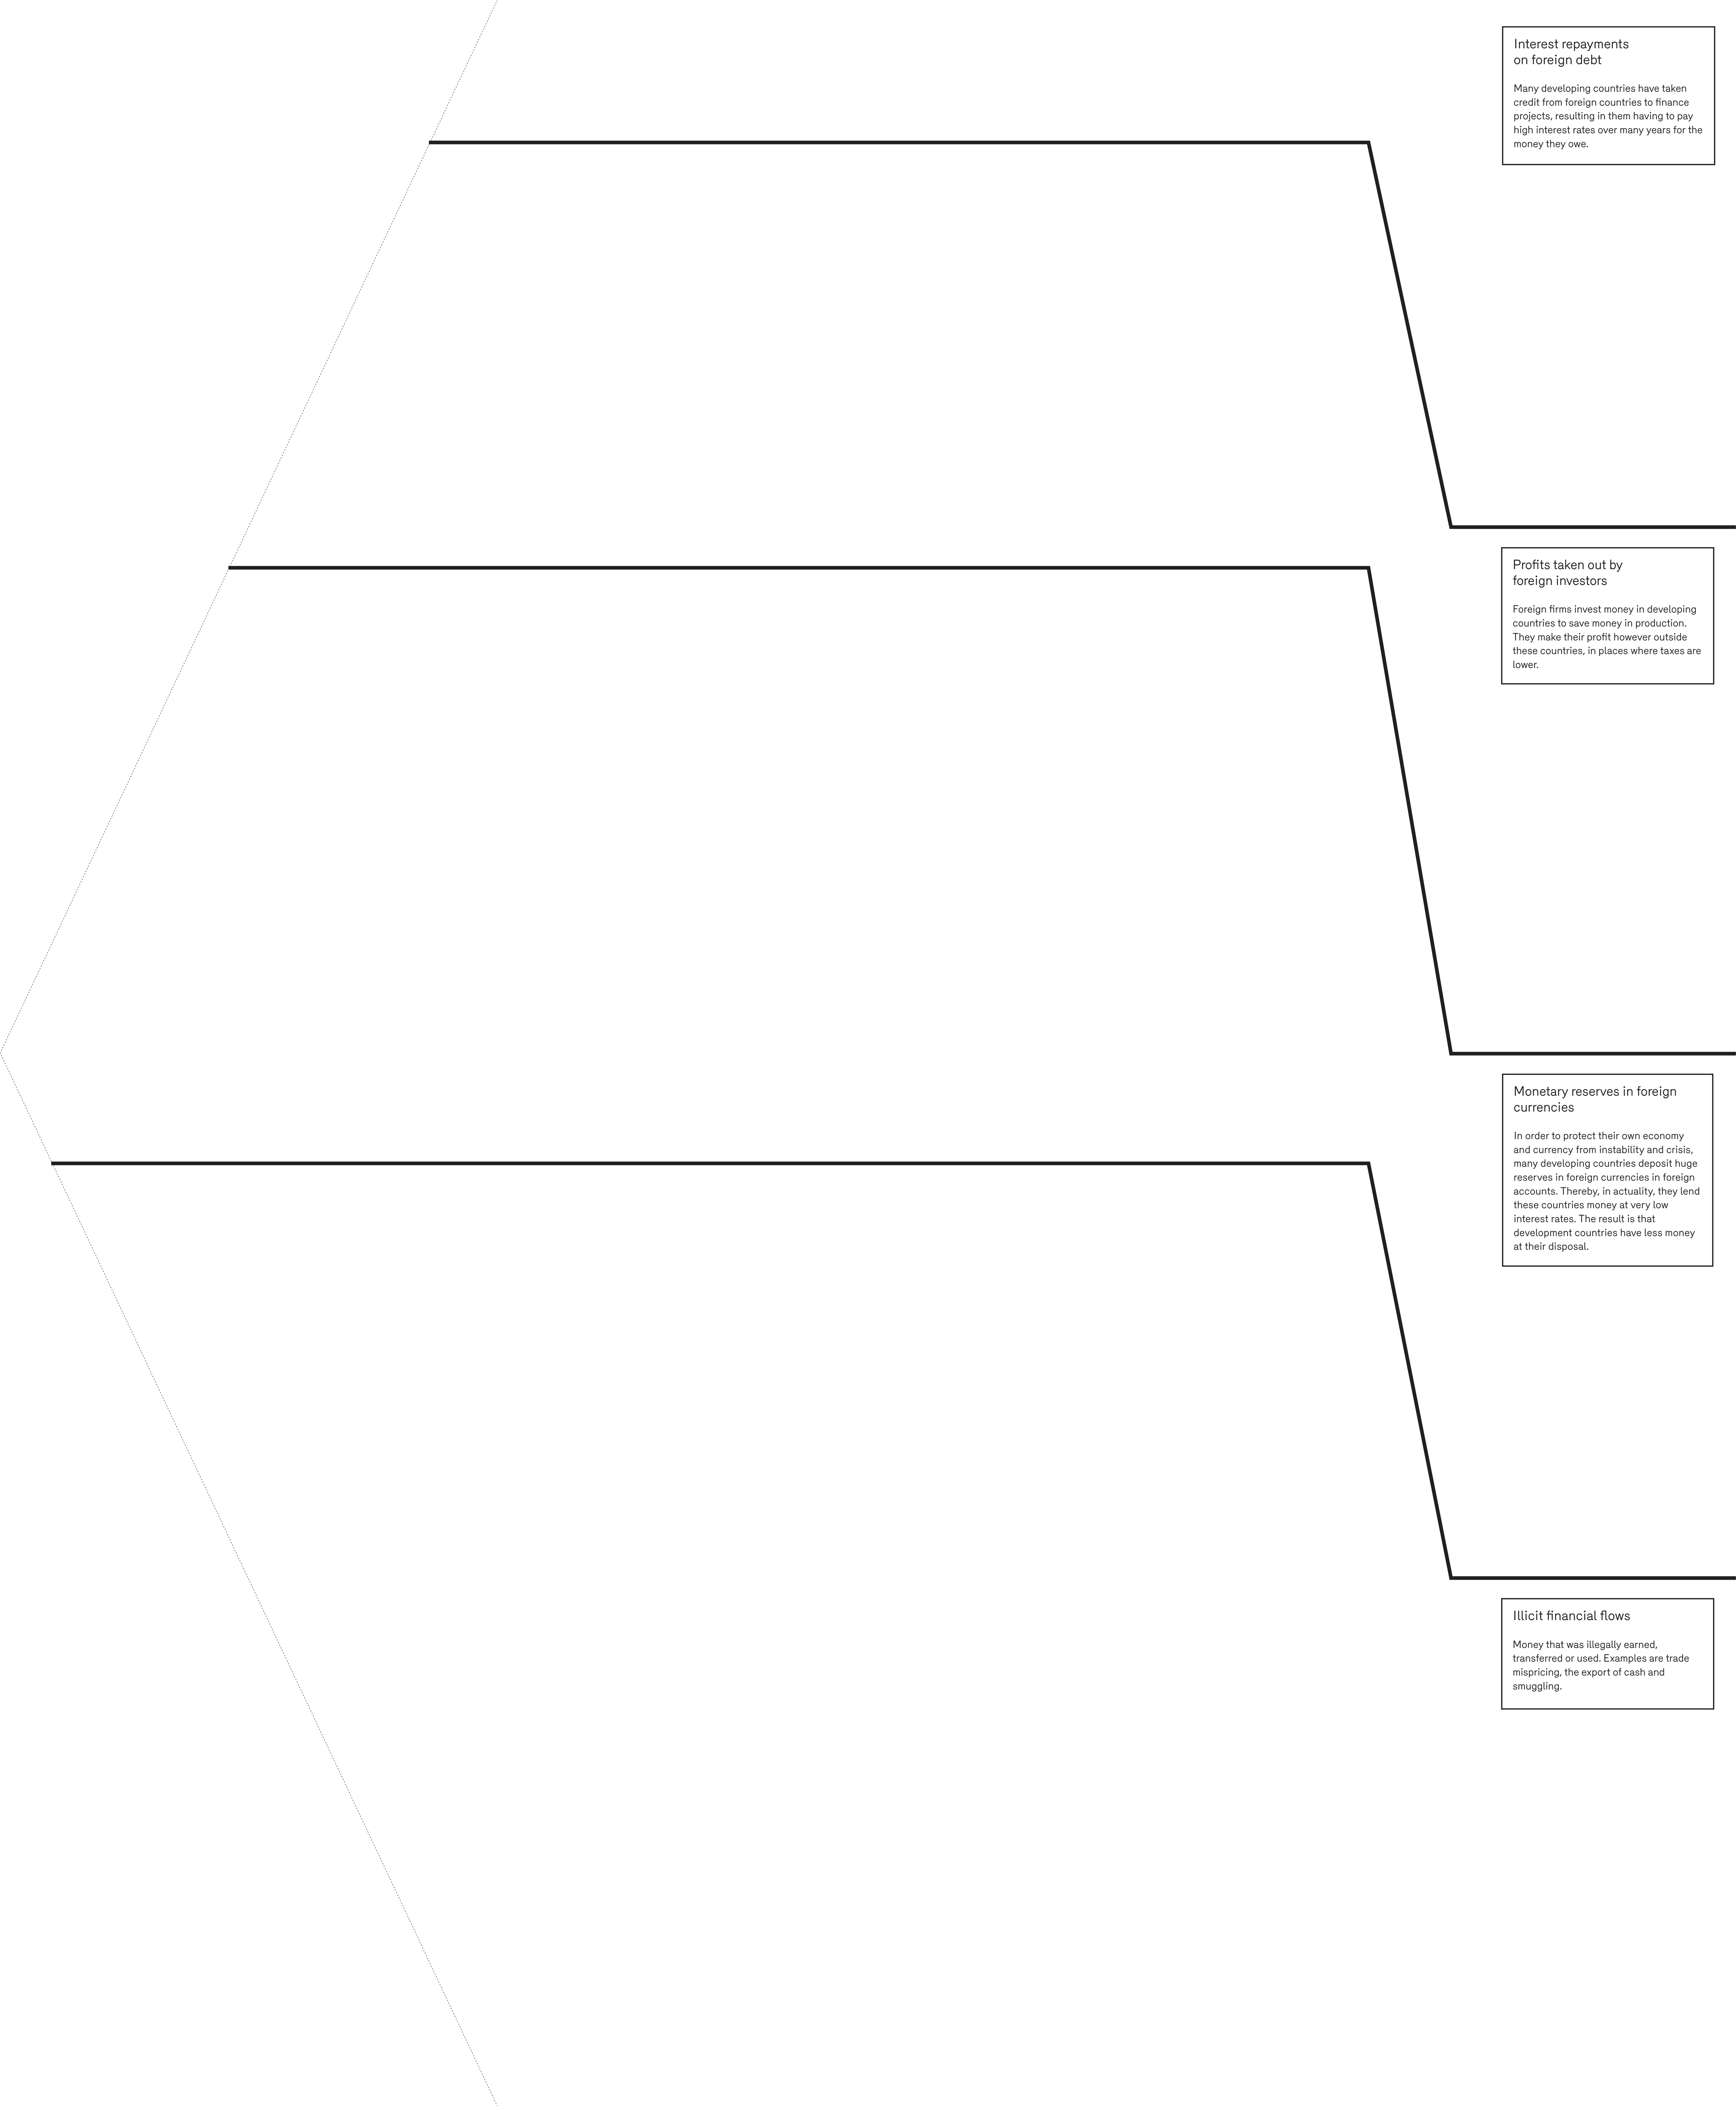 Interest repayments
on foreign debt
Many developing countries have taken
credit from foreign countries to finance
projects, resulting in them having to pay
high interest rates over many years for the
money they owe.
Profits taken out by
foreign investors
Foreign firms invest money in developing
countries to save money in production.
They make their profit however outside
these countries, in places where taxes are
lower.
Monetary reserves in foreign
currencies
In order to protect their own economy
and currency from instability and crisis,
many developing countries deposit huge
reserves in foreign currencies in foreign
accounts. Thereby, in actuality, they lend
these countries money at very low
interest rates. The result is that
development countries have less money
at their disposal.
Illicit financial flows
Money that was illegally earned,
transferred or used. Examples are trade
mispricing, the export of cash and
smuggling.